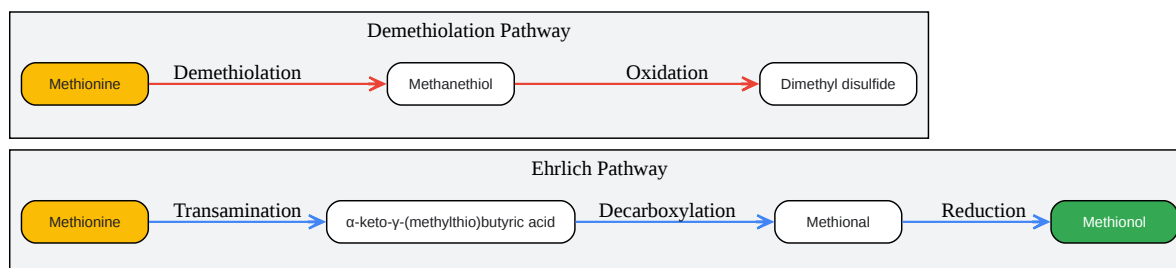 Demethiolation Pathway
Methionine Demethiolation Methanethiol Oxidation Dimethyl disulfide
Ehrlich Pathway
Methionine Transamination α-keto-γ-(methylthio)butyric acid Decarboxylation Methional Reduction Methionol